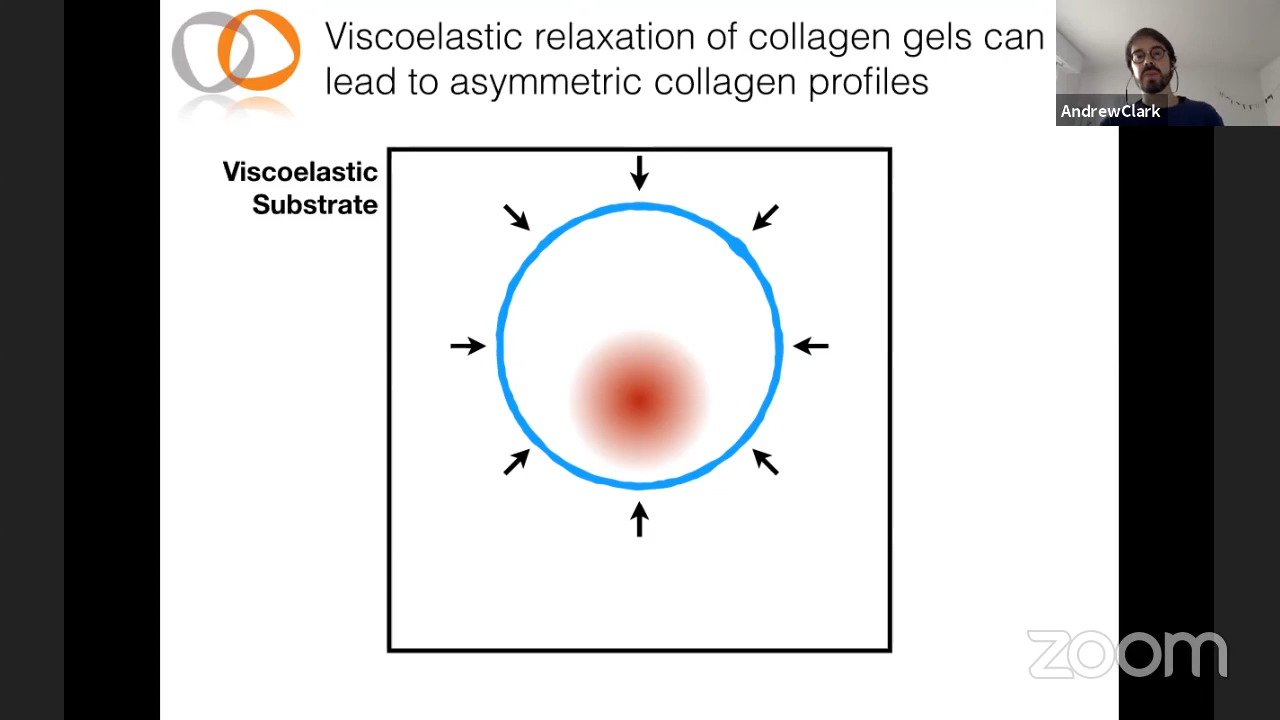 Viscoelastic relaxation of collagen gels can
lead to asymmetric collagen profiles
AndrewClark
Viscoelastic
Substrate
zoom